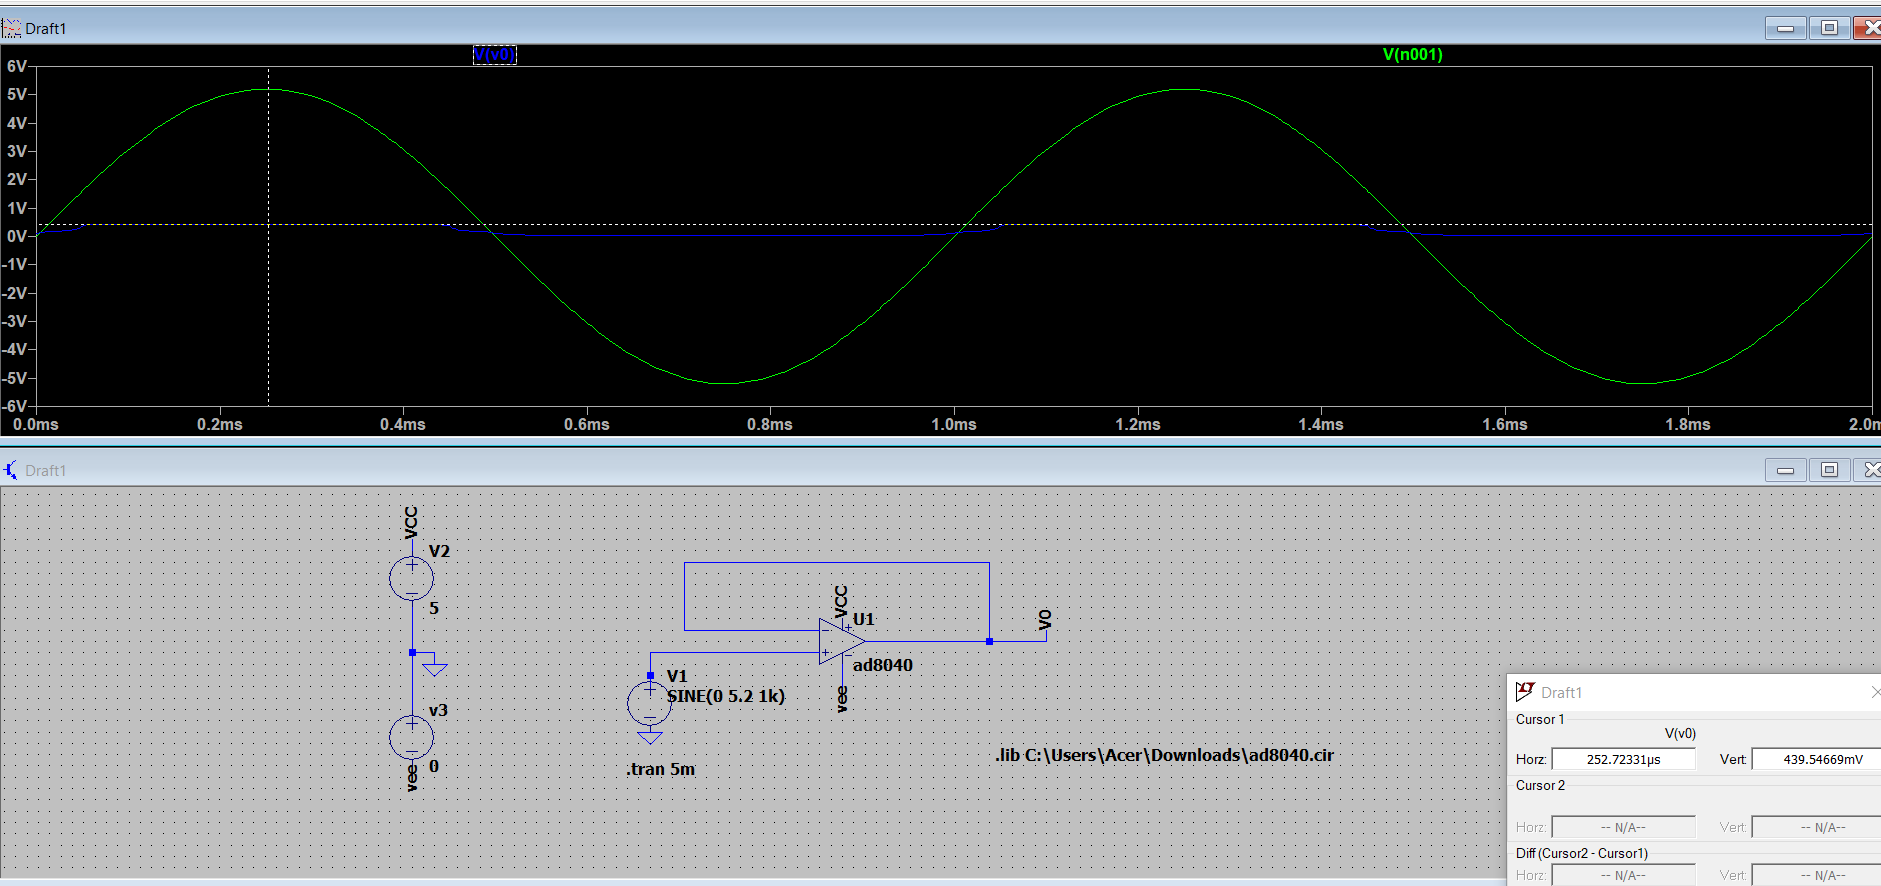 Draft1
V(v0) V(n001)
6V
5V
4V
3V
2V
1V
0V
-1V
-2V
-3V
-4V
-5V
-6V
0.0ms 0.2ms 0.4ms 0.6ms 0.8ms 1.0ms 1.2ms 1.4ms 1.6ms 1.8ms 2.0m
Draft1
VCC
V2
5
v3
0
vee
VCC
U1
ad8040
vee
VO
V1
SINE(0 5.2 1k)
.tran 5m
.lib C:\Users\Acer\Downloads\ad8040.cir
Draft1
Cursor 1
V(v0)
Horz: 252.72331µs Vert: 439.54669mV
Cursor 2
Horz: -- N/A-- Vert: -- N/A--
Diff (Cursor2 - Cursor1)
Horz: -- N/A-- Vert: -- N/A--